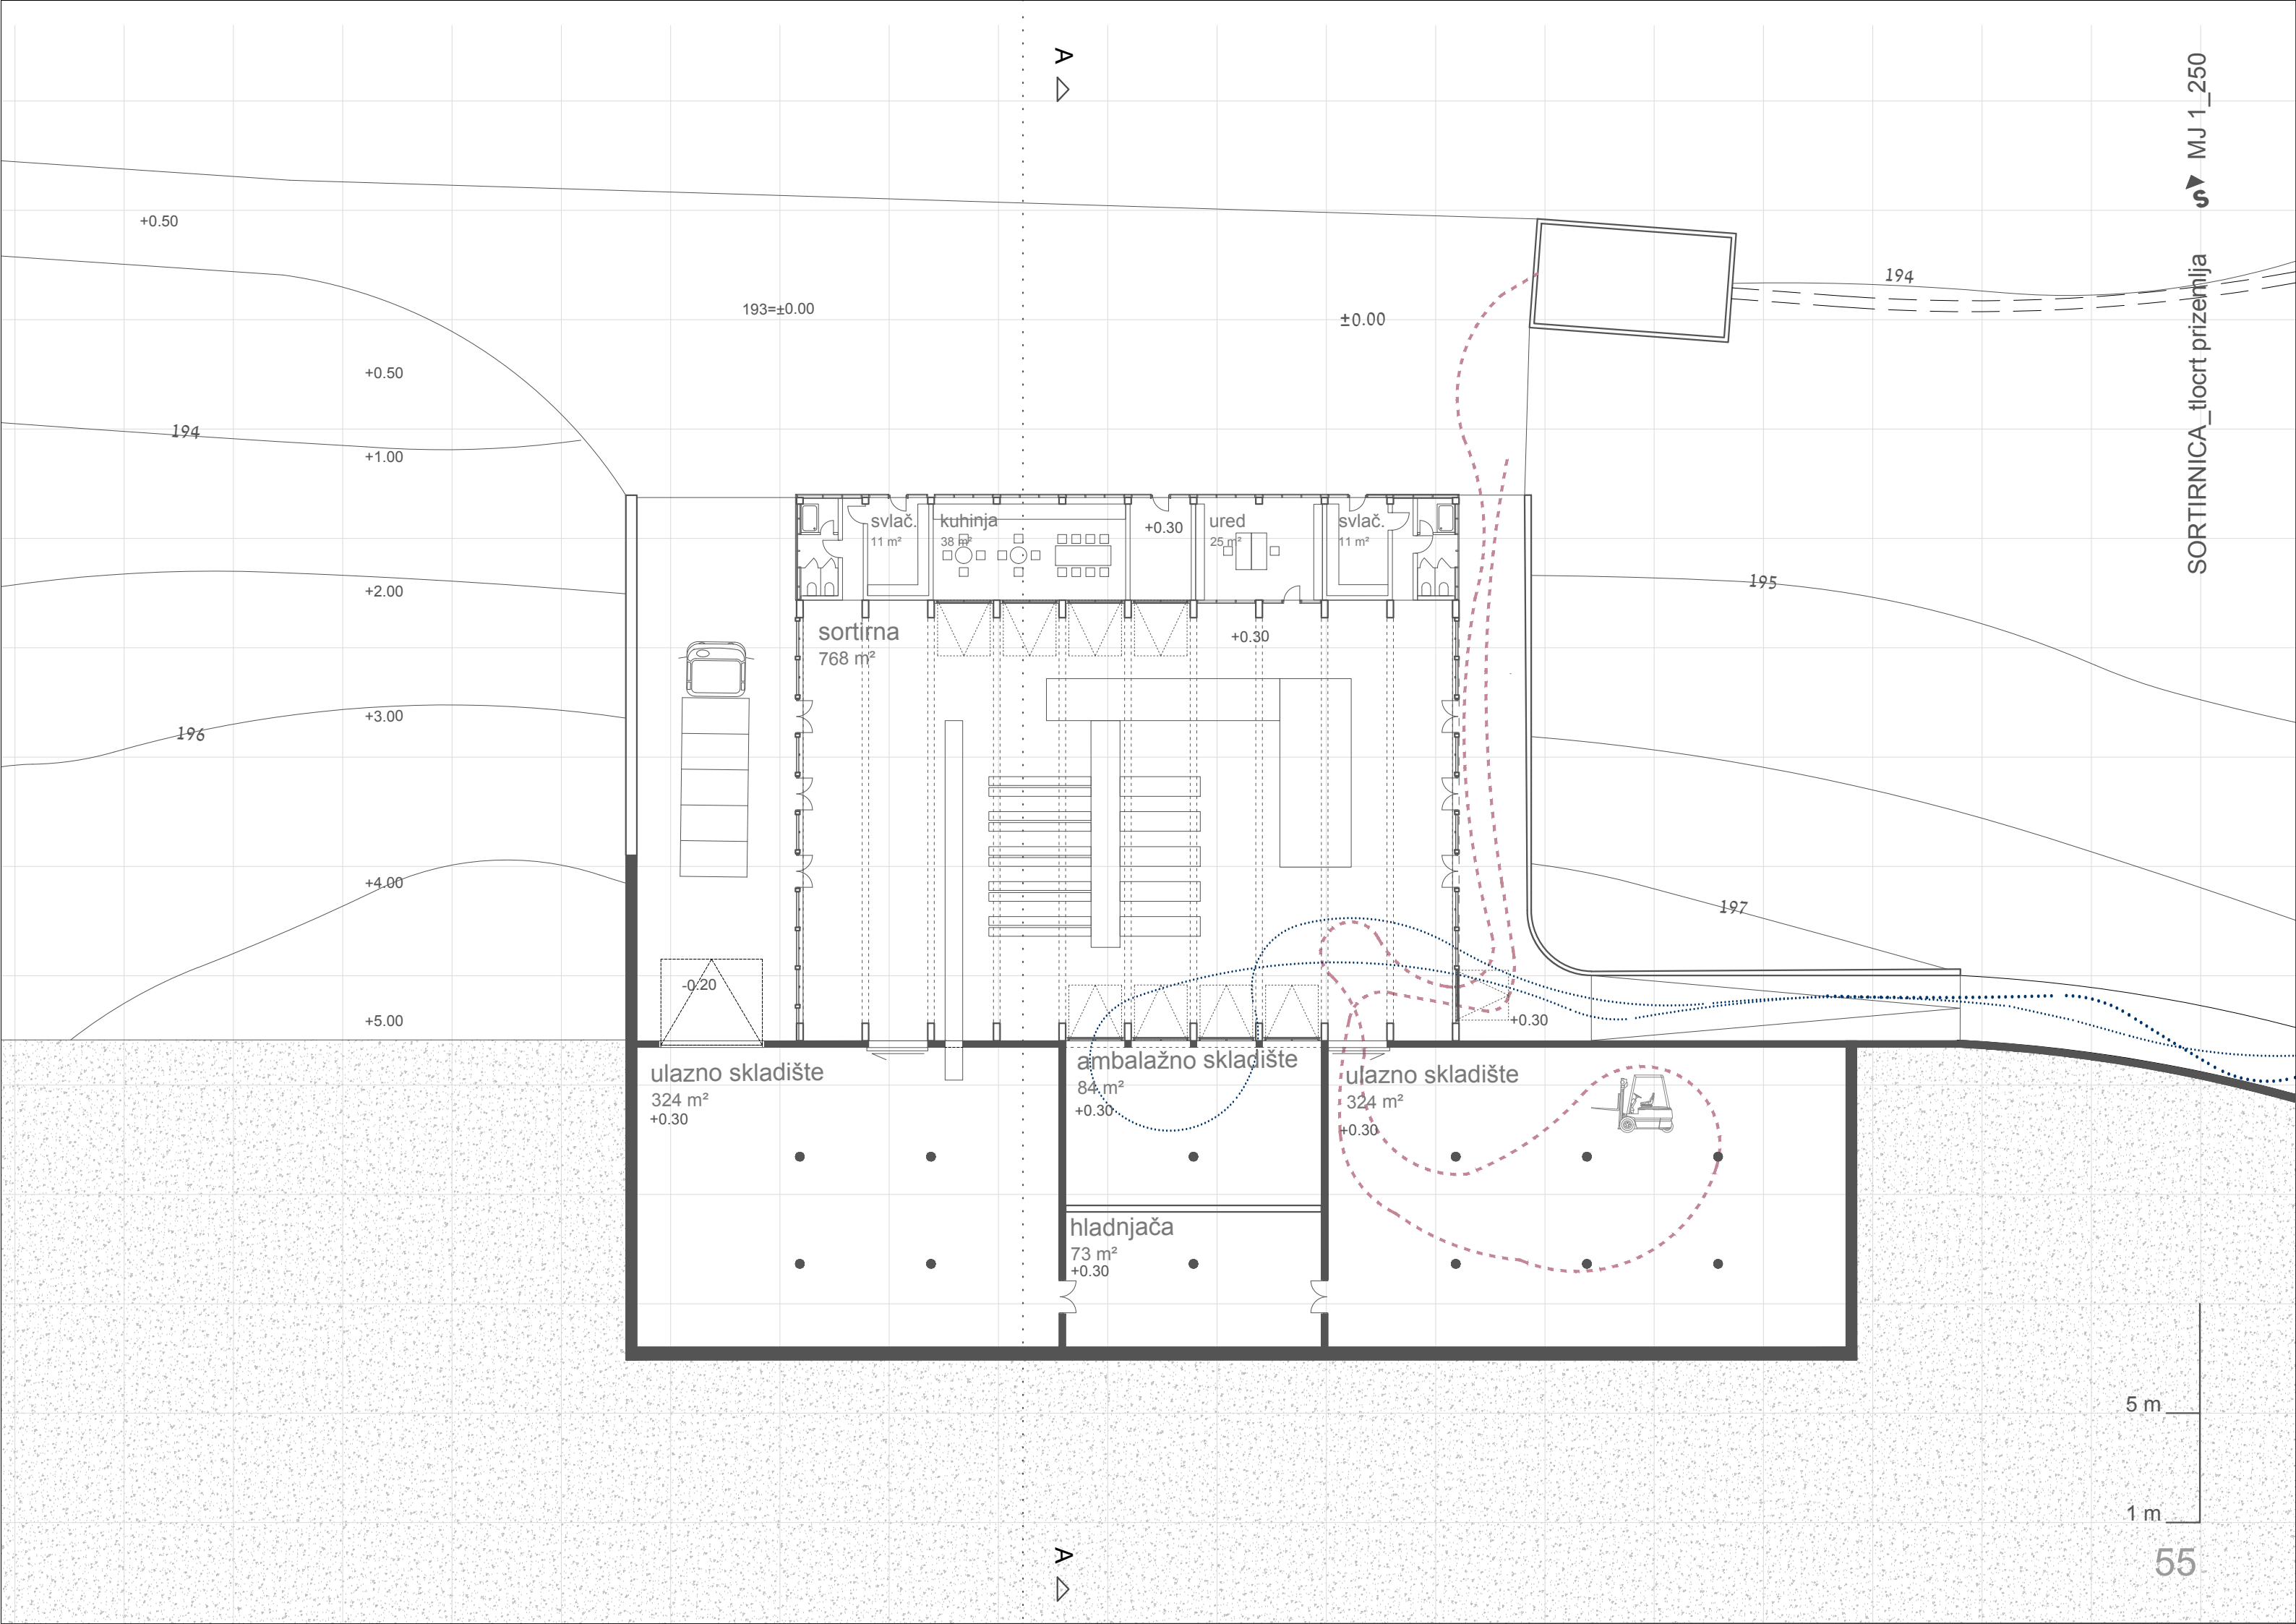 A
SORTIRNICA_tlocrt prizemlja S MJ 1_250
+0.50
194
193=±0.00
±0.00
+0.50
194
+1.00
svlač.
11 m²
kuhinja
38 m²
+0.30
ured
25 m²
svlač.
11 m²
195
+2.00
sortirna
768 m²
+0.30
+3.00
196
+4.00
197
-0.20
+5.00
+0.30
ulazno skladište
324 m²
+0.30
ambalažno skladište
84 m²
+0.30
ulazno skladište
324 m²
+0.30
hladnjača
73 m²
+0.30
5 m
1 m
A
55